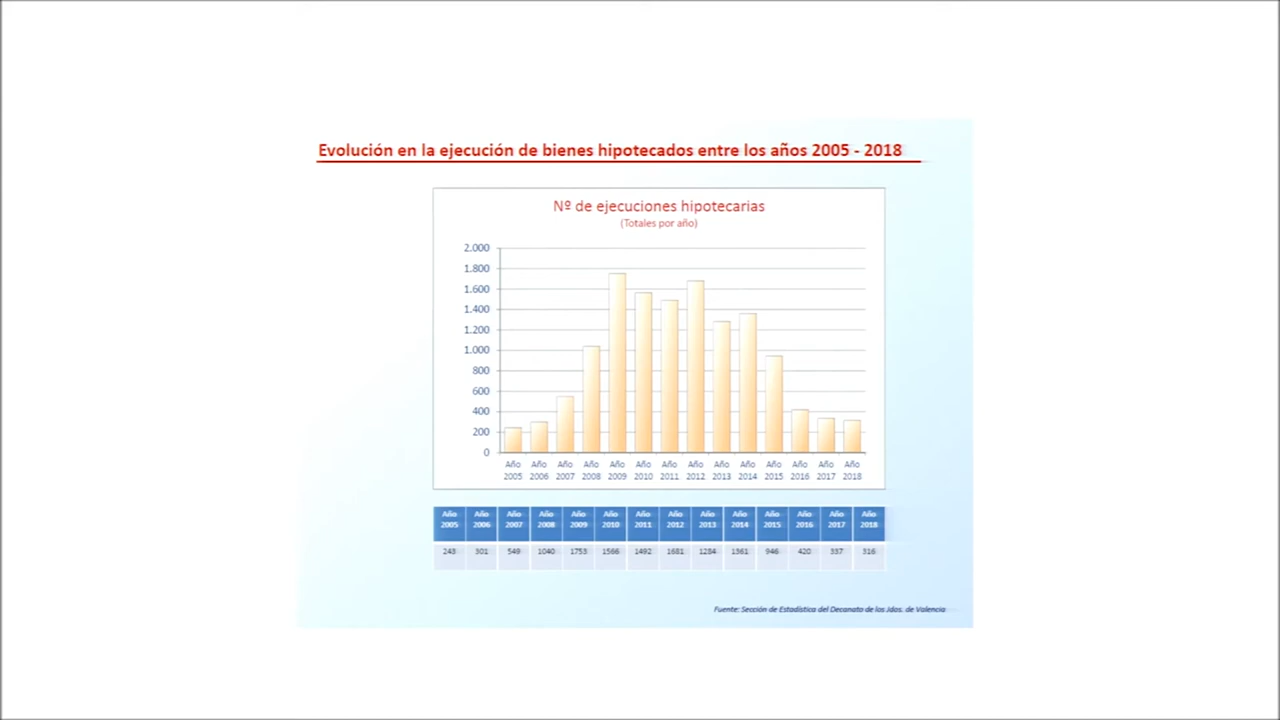 Evolución en la ejecución de bienes hipotecados entre los años 2005 - 2018
Nº de ejecuciones hipotecarias
(Totales por año)
2.000
1.800
1.600
1.400
1.200
1.000
800
600
400
200
0
Año Año Año Año Año Año Año Año Año Año Año Año Año Año
2005 2006 2007 2008 2009 2010 2011 2012 2013 2014 2015 2016 2017 2018
Año Año Año Año Año Año Año Año Año Año Año Año Año Año
2005 2006 2007 2008 2009 2010 2011 2012 2013 2014 2015 2016 2017 2018
243 301 549 1040 1753 1566 1492 1681 1284 1361 946 420 337 316
Fuente: Sección de Estadística del Decanato de los Jdos. de Valencia